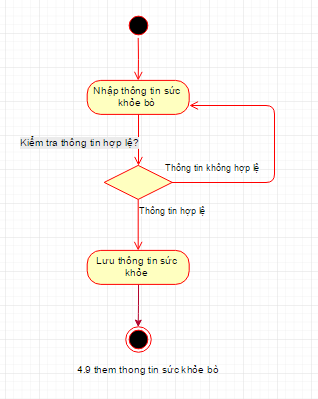 Nhập thông tin sức
khỏe bò
Kiểm tra thông tin hợp lệ?
Thông tin không hợp lệ
Thông tin hợp lệ
Lưu thông tin sức
khỏe
4.9 them thong tin sức khỏe bò